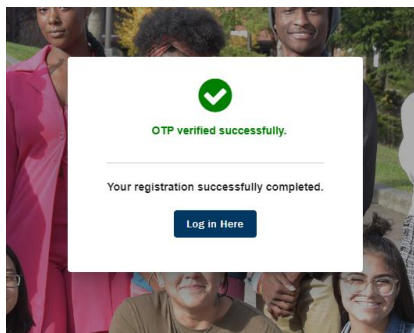 OTP verified successfully.
Your registration successfully completed.
Log in Here